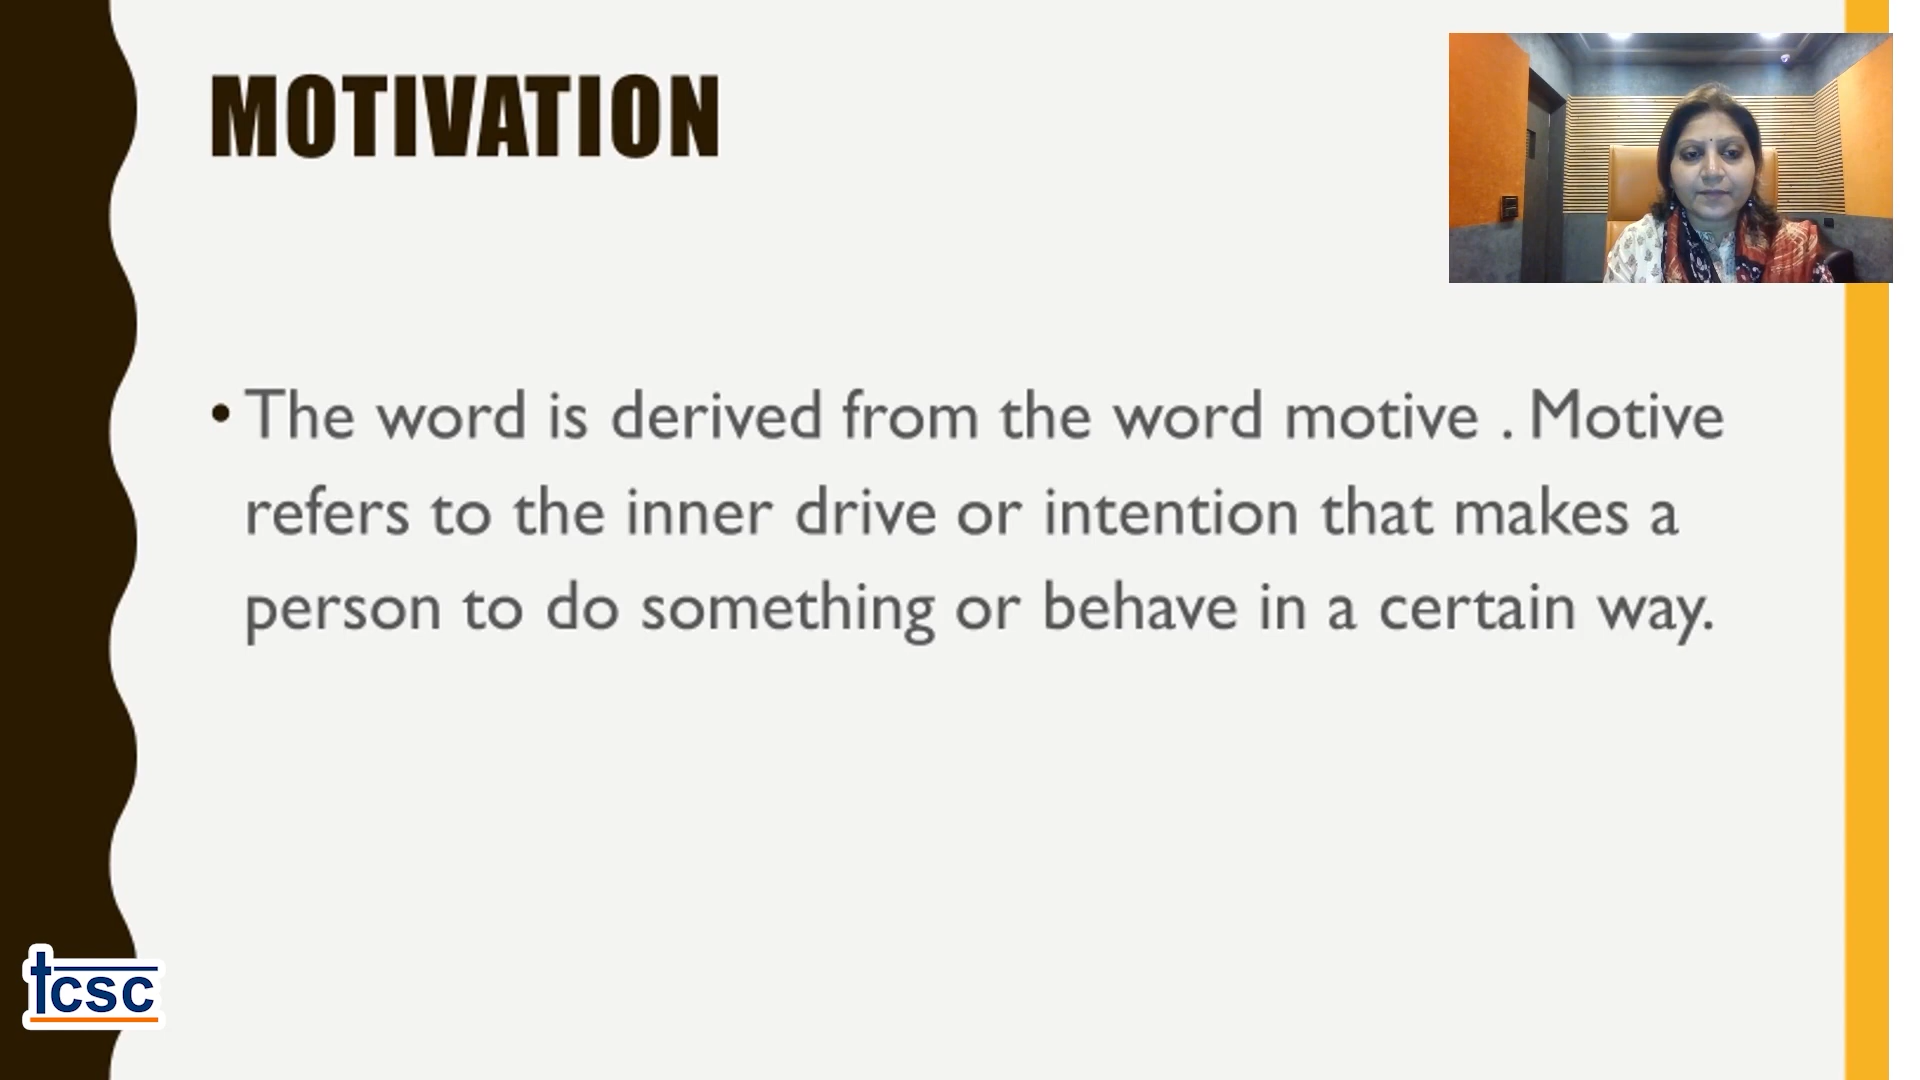 MOTIVATION
• The word is derived from the word motive . Motive
refers to the inner drive or intention that makes a
person to do something or behave in a certain way.
tcsc